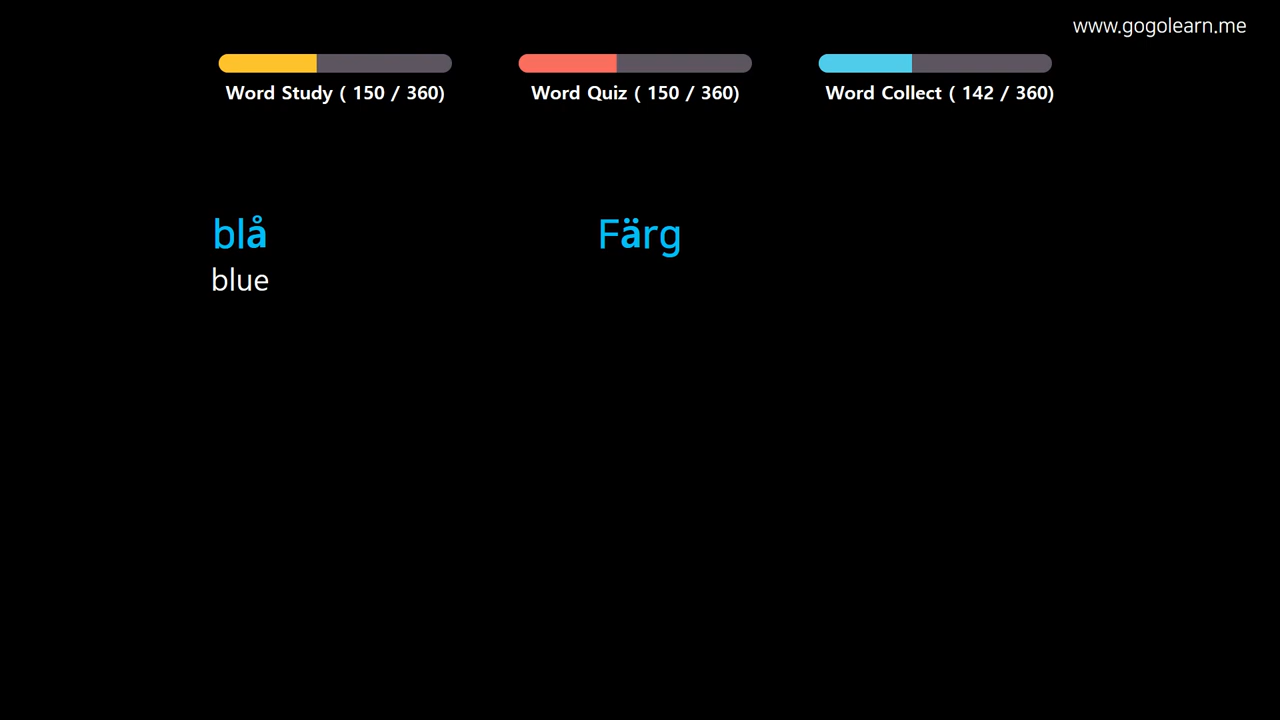 www.gogolearn.me
Word Study ( 150 / 360)
Word Quiz ( 150 / 360)
Word Collect ( 142 / 360)
blå
Färg
blue